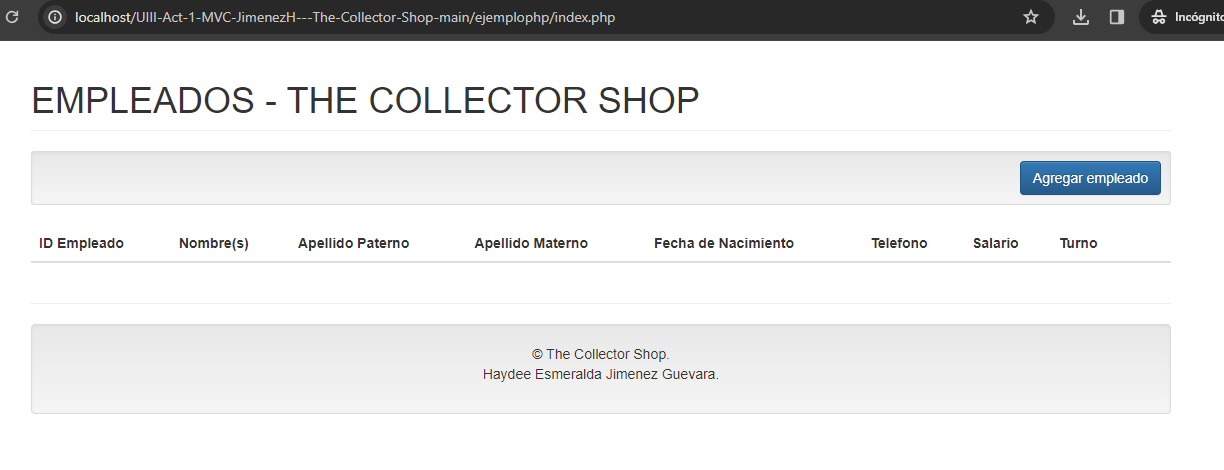 localhost/UIII-Act-1-MVC-JimenezH---The-Collector-Shop-main/ejemplophp/index.php
Incógnito
EMPLEADOS - THE COLLECTOR SHOP
Agregar empleado
ID Empleado Nombre(s) Apellido Paterno Apellido Materno Fecha de Nacimiento Telefono Salario Turno
© The Collector Shop.
Haydee Esmeralda Jimenez Guevara.